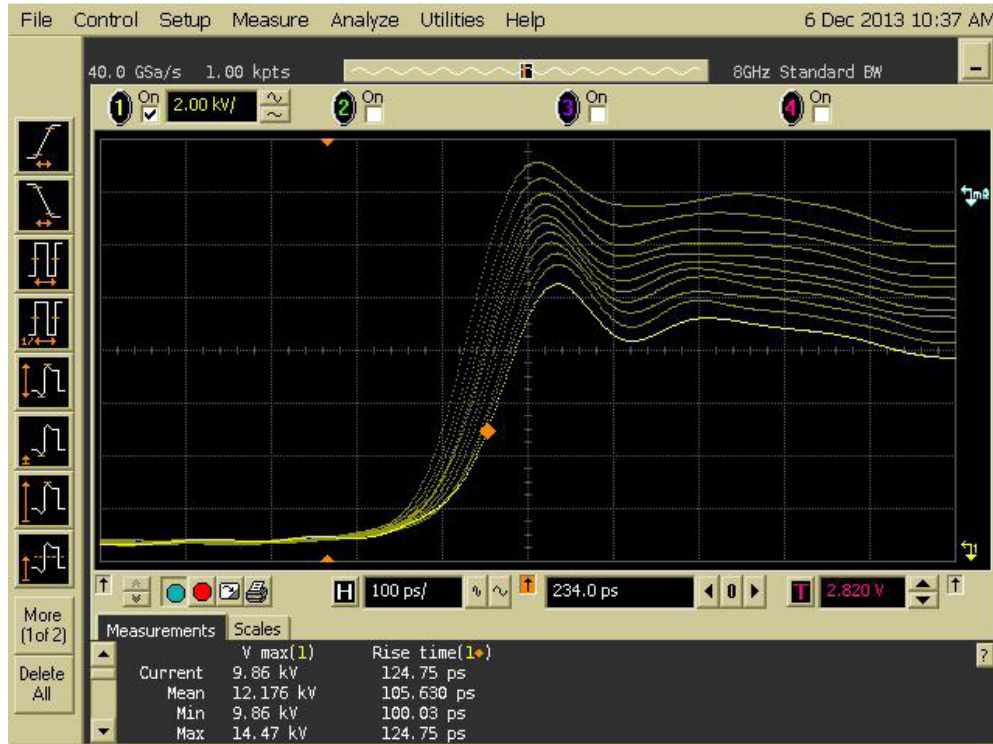 File Control Setup Measure Analyze Utilities Help 6 Dec 2013 10:37 AM
40.0 GSa/s 1.00 kpts 8GHz Standard BW
1 On 2.00 kV/ 2 On 3 On 4 On
1
H 100 ps/ 234.0 ps 0 T 2.820 V
More
(1of 2)
Delete
All
Measurements Scales
V max(1) Rise time(1◆)
Current 9.86 kV 124.75 ps
Mean 12.176 kV 105.630 ps
Min 9.86 kV 100.03 ps
Max 14.47 kV 124.75 ps
?